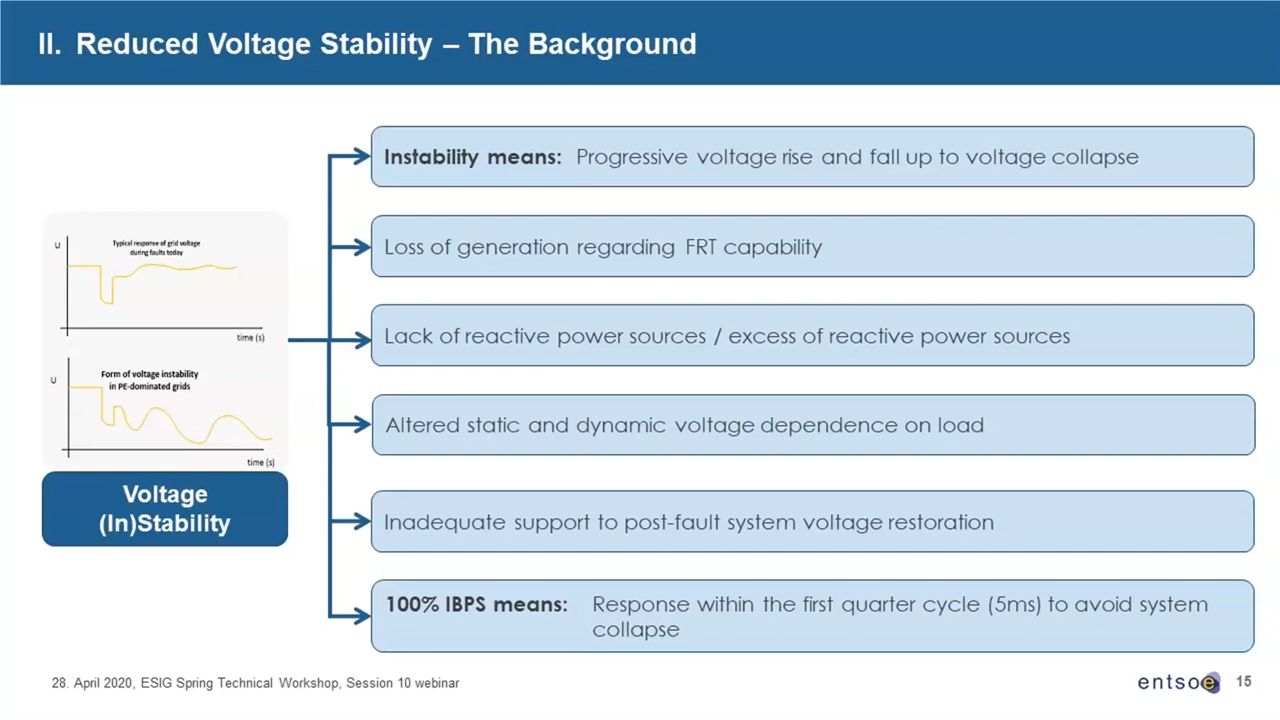 II. Reduced Voltage Stability – The Background
Instability means: Progressive voltage rise and fall up to voltage collapse
Loss of generation regarding FRT capability
Lack of reactive power sources / excess of reactive power sources
Altered static and dynamic voltage dependence on load
Inadequate support to post-fault system voltage restoration
100% IBPS means: Response within the first quarter cycle (5ms) to avoid system
collapse
U
Typical response of grid voltage
during faults today
time (s)
U
Form of voltage instability
in PE-dominated grids
time (s)
Voltage
(In)Stability
28. April 2020, ESIG Spring Technical Workshop, Session 10 webinar
entsoe
15